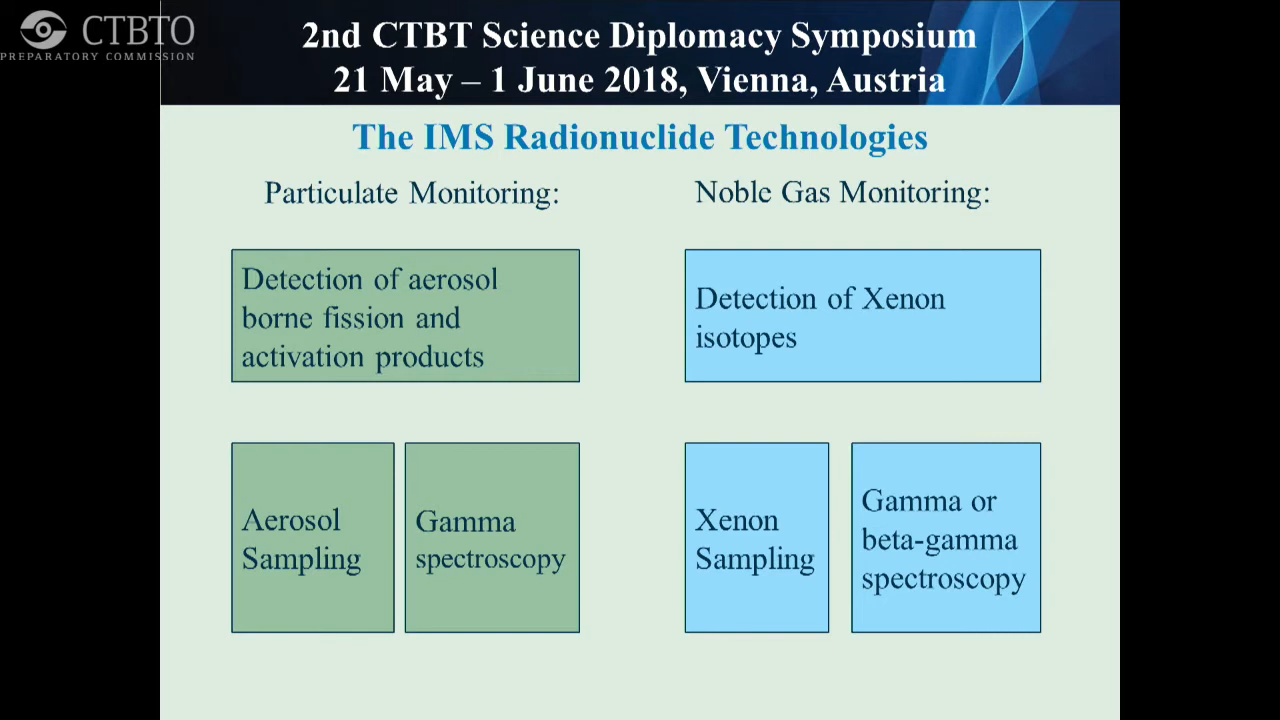 CTBTO
PREPARATORY COMMISSION
2nd CTBT Science Diplomacy Symposium
21 May – 1 June 2018, Vienna, Austria
The IMS Radionuclide Technologies
Particulate Monitoring:
Detection of aerosol
borne fission and
activation products
Aerosol
Sampling
Gamma
spectroscopy
Noble Gas Monitoring:
Detection of Xenon
isotopes
Xenon
Sampling
Gamma or
beta-gamma
spectroscopy